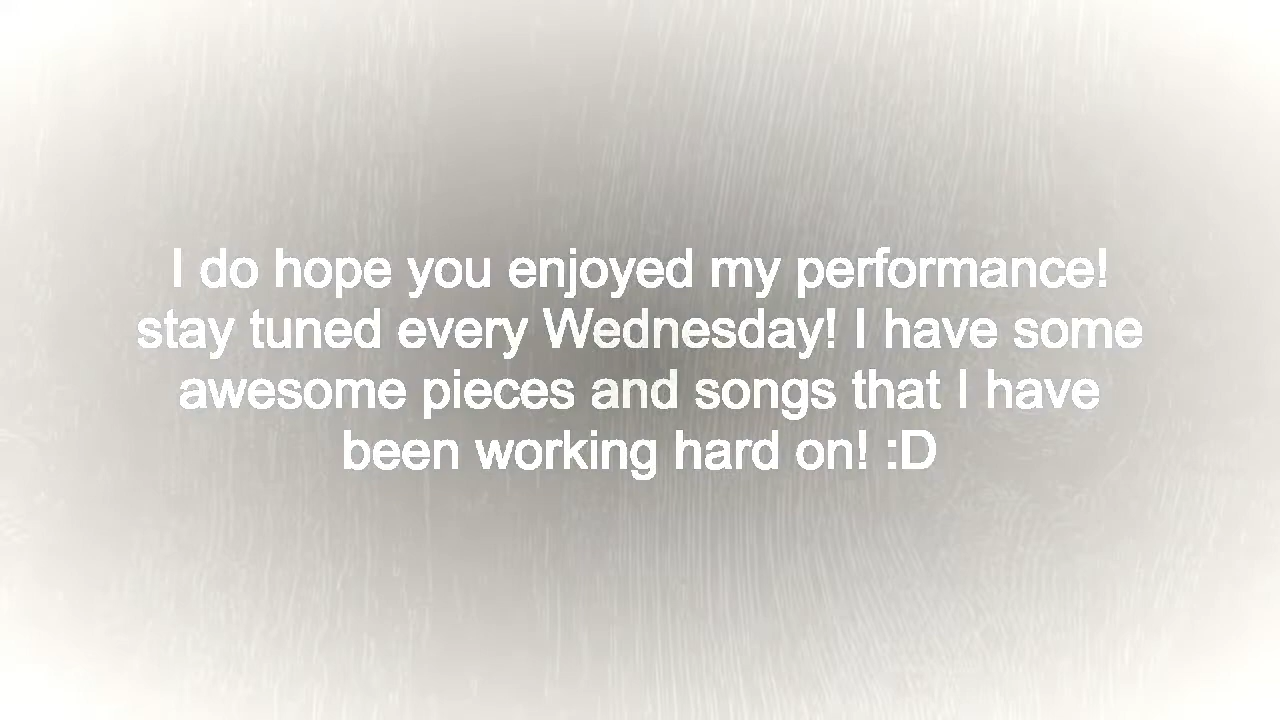 I do hope you enjoyed my performance!
stay tuned every Wednesday! I have some
awesome pieces and songs that I have
been working hard on! :D